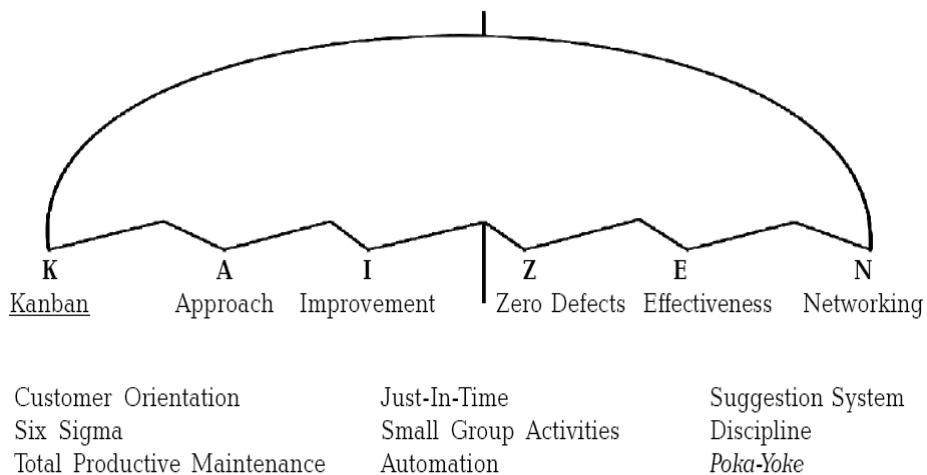 K A I Z E N
Kanban Approach Improvement Zero Defects Effectiveness Networking
Customer Orientation Just-In-Time Suggestion System
Six Sigma Small Group Activities Discipline
Total Productive Maintenance Automation Poka-Yoke